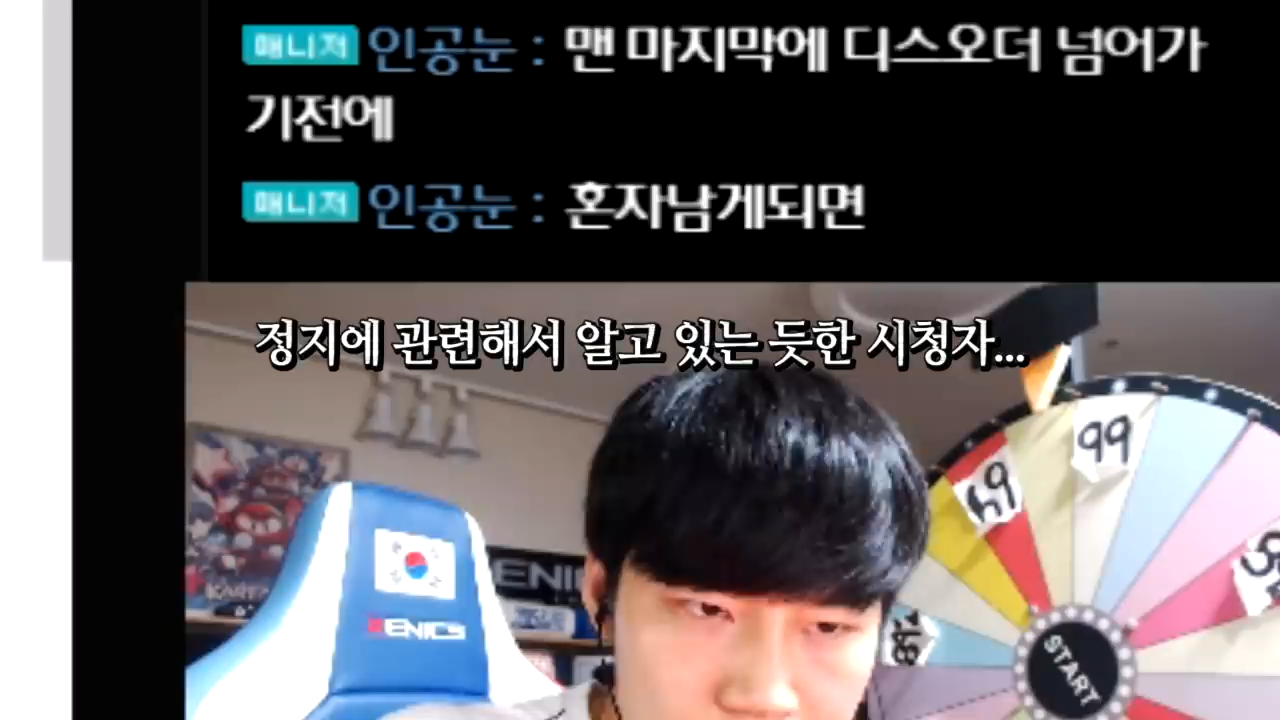 매니저 인공눈 : 맨 마지막에 디스오더 넘어가
기전에
매니저 인공눈 : 혼자남게되면
정지에 관련해서 알고 있는 듯한 시청자...
99
64
START
XENICS